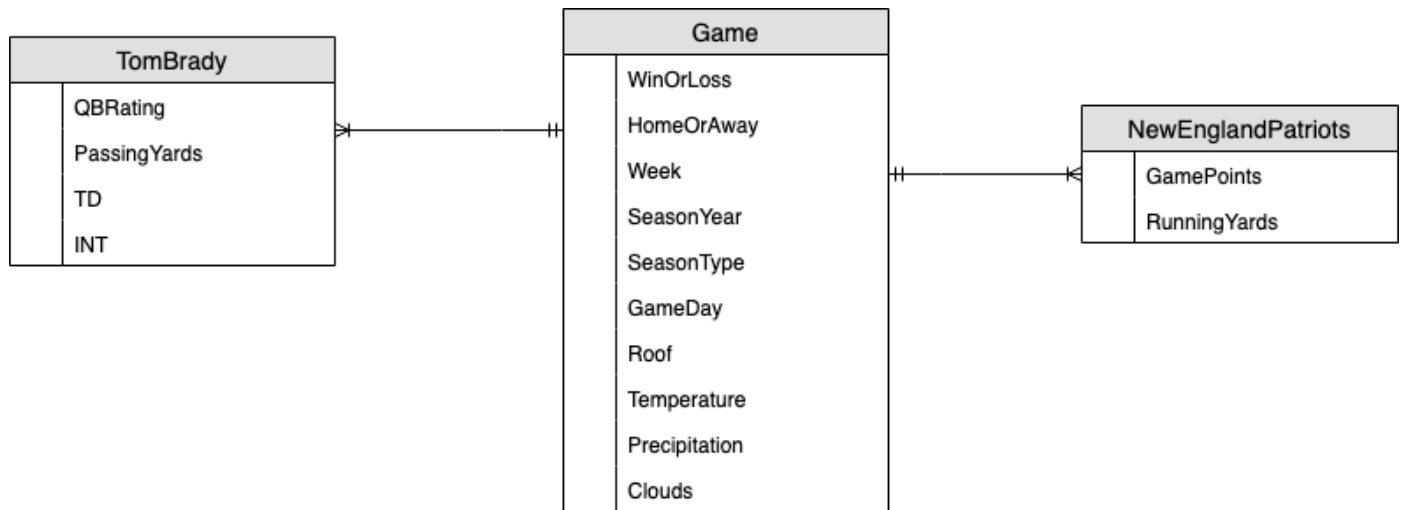 TomBrady
QBRating
PassingYards
TD
INT
Game
WinOrLoss
HomeOrAway
Week
SeasonYear
SeasonType
GameDay
Roof
Temperature
Precipitation
Clouds
NewEnglandPatriots
GamePoints
RunningYards